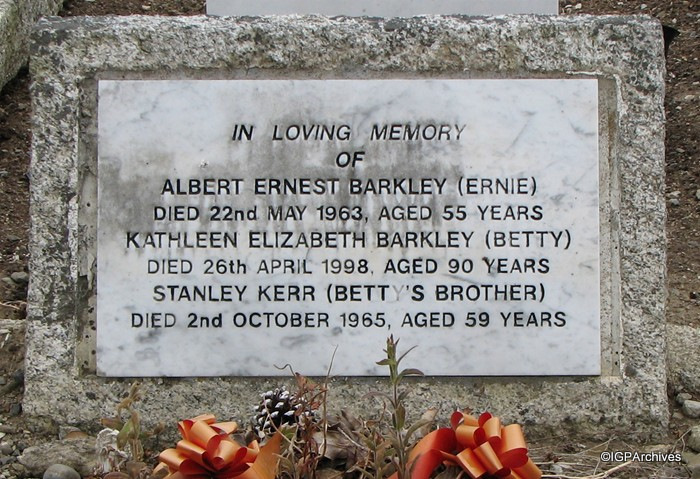 IN LOVING MEMORY
OF
ALBERT ERNEST BARKLEY (ERNIE)
DIED 22nd MAY 1963, AGED 55 YEARS
KATHLEEN ELIZABETH BARKLEY (BETTY)
DIED 26th APRIL 1998, AGED 90 YEARS
STANLEY KERR (BETTY'S BROTHER)
DIED 2nd OCTOBER 1965, AGED 59 YEARS
©IGPArchives